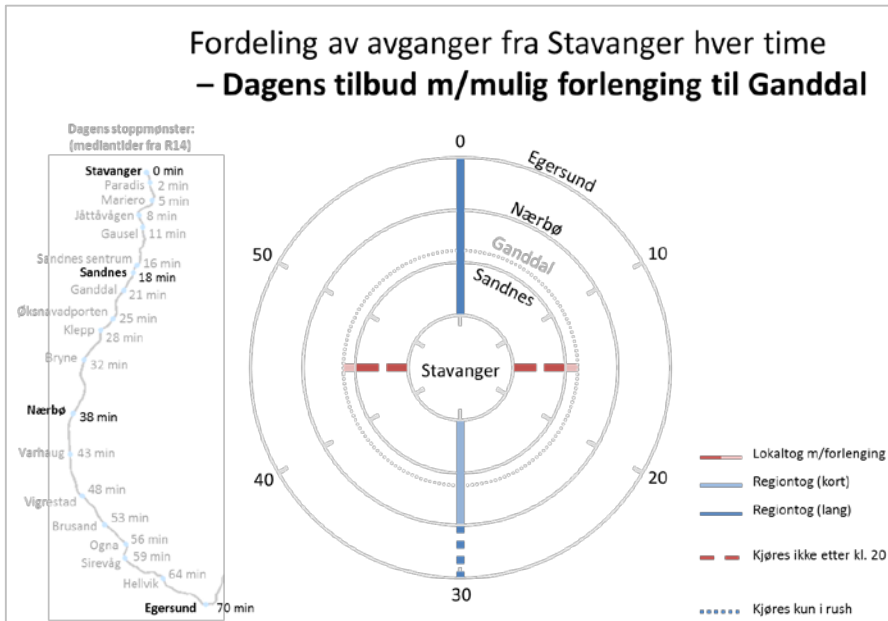 Fordeling av avganger fra Stavanger hver time
– Dagens tilbud m/mulig forlenging til Ganddal
Dagens stoppmønster:
(mediantider fra R14)
Stavanger 0 min
Paradis 2 min
Mariero 5 min
Jåttåvågen 8 min
Gausel 11 min
Sandnes sentrum 16 min
Sandnes 18 min
Ganddal 21 min
Øksnavadporten 25 min
Klepp 28 min
Bryne 32 min
Nærbø 38 min
Varhaug 43 min
Vigrestad 48 min
Brusand 53 min
Ogna 56 min
Sirevåg 59 min
Hellvik 64 min
Egersund 70 min
0
10
20
30
40
50
Egersund
Nærbø
Ganddal
Sandnes
Stavanger
Lokaltog m/forlenging
Regiontog (kort)
Regiontog (lang)
Kjøres ikke etter kl. 20
Kjøres kun i rush